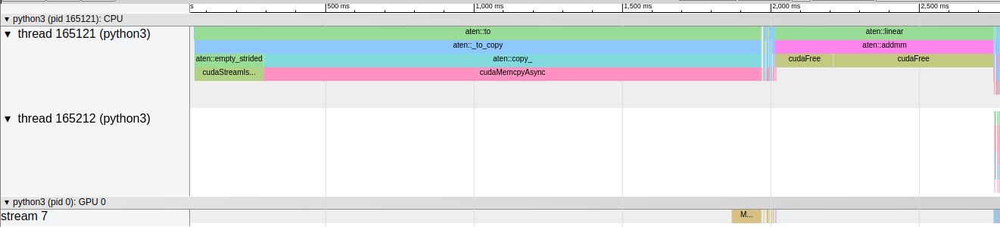 s 500 ms 1,000 ms 1,500 ms 2,000 ms 2,500 ms
▼ python3 (pid 165121): CPU
▼ thread 165121 (python3) aten::to aten::linear
aten::_to_copy aten::addmm
aten::empty_strided aten::copy_ cudaFree cudaFree
cudaStreamIs... cudaMemcpyAsync
▼ thread 165212 (python3)
▼ python3 (pid 0): GPU 0
stream 7 M...